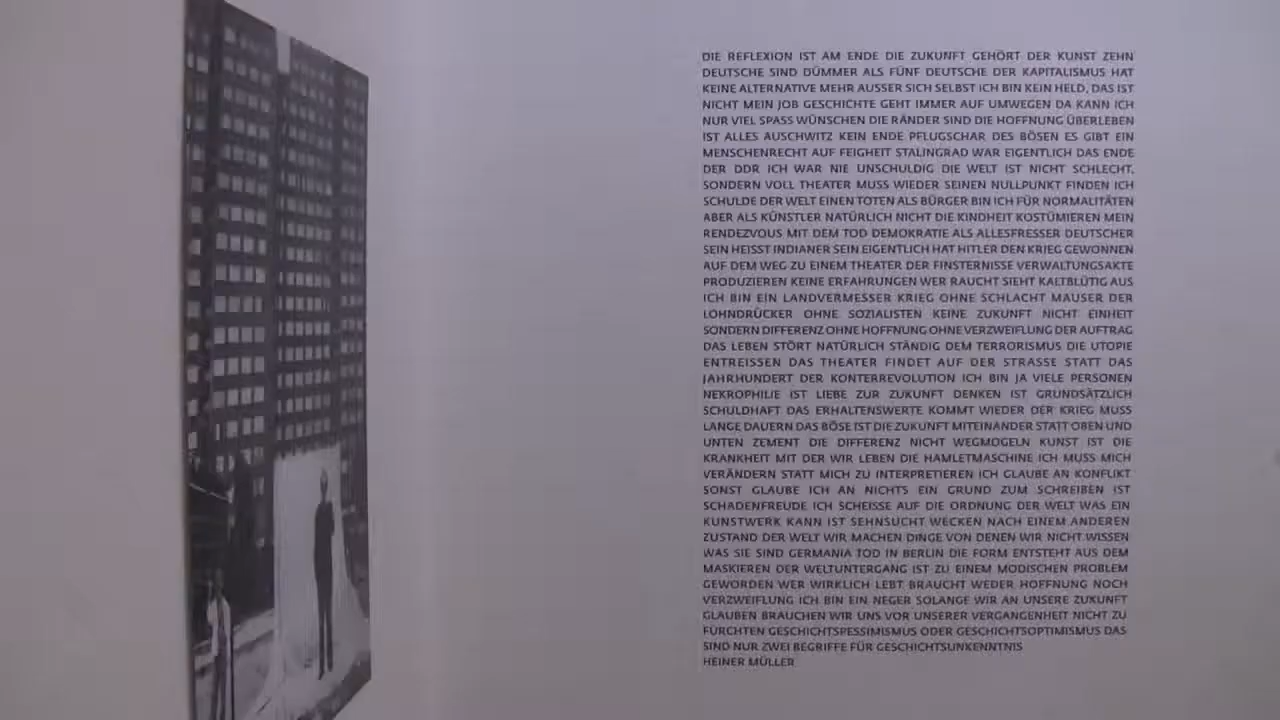 DIE REFLEXION IST AM ENDE DIE ZUKUNFT GEHÖRT DER KUNST ZEHN
DEUTSCHE SIND DÜMMER ALS FÜNF DEUTSCHE DER KAPITALISMUS HAT
KEINE ALTERNATIVE MEHR AUSSER SICH SELBST ICH BIN KEIN HELD, DAS IST
NICHT MEIN JOB GESCHICHTE GEHT IMMER AUF UMWEGEN DA KANN ICH
NUR VIEL SPASS WÜNSCHEN DIE RÄNDER SIND DIE HOFFNUNG ÜBERLEBEN
IST ALLES AUSCHWITZ KEIN ENDE PFLUGSCHAR DES BÖSEN ES GIBT EIN
MENSCHENRECHT AUF FEIGHEIT STALINGRAD WAR EIGENTLICH DAS ENDE
DER DDR ICH WAR NIE UNSCHULDIG DIE WELT IST NICHT SCHLECHT,
SONDERN VOLL THEATER MUSS WIEDER SEINEN NULLPUNKT FINDEN ICH
SCHULDE DER WELT EINEN TOTEN ALS BÜRGER BIN ICH FÜR NORMALITÄTEN
ABER ALS KÜNSTLER NATÜRLICH NICHT DIE KINDHEIT KOSTÜMIEREN MEIN
RENDEZVOUS MIT DEM TOD DEMOKRATIE ALS ALLESFRESSER DEUTSCHER
SEIN HEISST INDIANER SEIN EIGENTLICH HAT HITLER DEN KRIEG GEWONNEN
AUF DEM WEG ZU EINEM THEATER DER FINSTERNISSE VERWALTUNGSAKTE
PRODUZIEREN KEINE ERFAHRUNGEN WER RAUCHT SIEHT KALTBLÜTIG AUS
ICH BIN EIN LANDVERMESSER KRIEG OHNE SCHLACHT MAUSER DER
LOHNDRÜCKER OHNE SOZIALISTEN KEINE ZUKUNFT NICHT EINHEIT
SONDERN DIFFERENZ OHNE HOFFNUNG OHNE VERZWEIFLUNG DER AUFTRAG
DAS LEBEN STÖRT NATÜRLICH STÄNDIG DEM TERRORISMUS DIE UTOPIE
ENTREISSEN DAS THEATER FINDET AUF DER STRASSE STATT DAS
JAHRHUNDERT DER KONTERREVOLUTION ICH BIN JA VIELE PERSONEN
NEKROPHILIE IST LIEBE ZUR ZUKUNFT DENKEN IST GRUNDSÄTZLICH
SCHULDHAFT DAS ERHALTENSWERTE KOMMT WIEDER DER KRIEG MUSS
LANGE DAUERN DAS BÖSE IST DIE ZUKUNFT MITEINANDER STATT OBEN UND
UNTEN ZEMENT DIE DIFFERENZ NICHT WEGMOGELN KUNST IST DIE
KRANKHEIT MIT DER WIR LEBEN DIE HAMLETMASCHINE ICH MUSS MICH
VERÄNDERN STATT MICH ZU INTERPRETIEREN ICH GLAUBE AN KONFLIKT
SONST GLAUBE ICH AN NICHTS EIN GRUND ZUM SCHREIBEN IST
SCHADENFREUDE ICH SCHEISSE AUF DIE ORDNUNG DER WELT WAS EIN
KUNSTWERK KANN IST SEHNSUCHT WECKEN NACH EINEM ANDEREN
ZUSTAND DER WELT WIR MACHEN DINGE VON DENEN WIR NICHT WISSEN
WAS SIE SIND GERMANIA TOD IN BERLIN DIE FORM ENTSTEHT AUS DEM
MASKIEREN DER WELTUNTERGANG IST ZU EINEM MODISCHEN PROBLEM
GEWORDEN WER WIRKLICH LEBT BRAUCHT WEDER HOFFNUNG NOCH
VERZWEIFLUNG ICH BIN EIN NEGER SOLANGE WIR AN UNSERE ZUKUNFT
GLAUBEN BRAUCHEN WIR UNS VOR UNSERER VERGANGENHEIT NICHT ZU
FÜRCHTEN GESCHICHTSPESSIMISMUS ODER GESCHICHTSOPTIMISMUS DAS
SIND NUR ZWEI BEGRIFFE FÜR GESCHICHTSUNKENNTNIS
HEINER MÜLLER